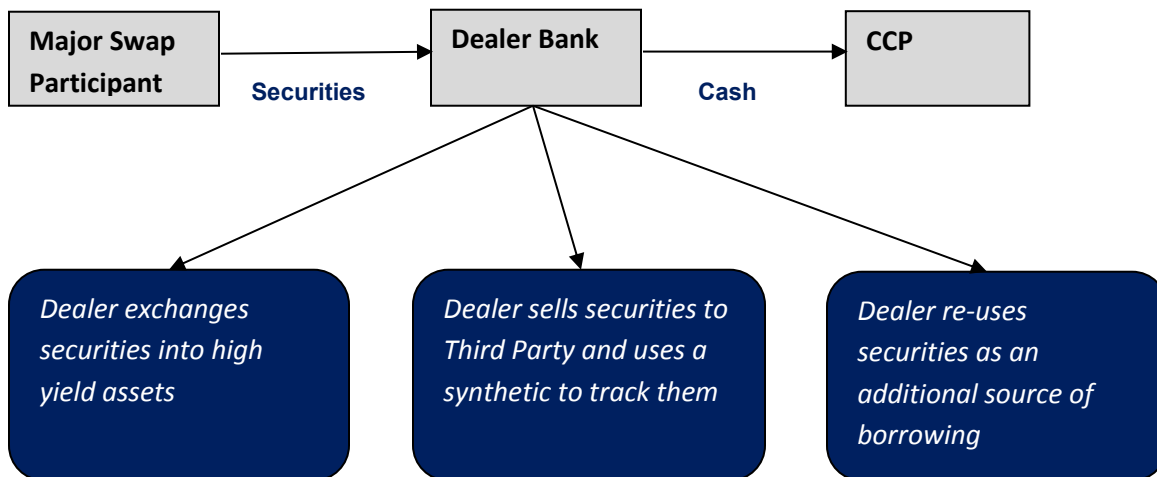 Major Swap
Participant
Securities
Dealer Bank
Cash
CCP
Dealer exchanges
securities into high
yield assets
Dealer sells securities to
Third Party and uses a
synthetic to track them
Dealer re-uses
securities as an
additional source of
borrowing